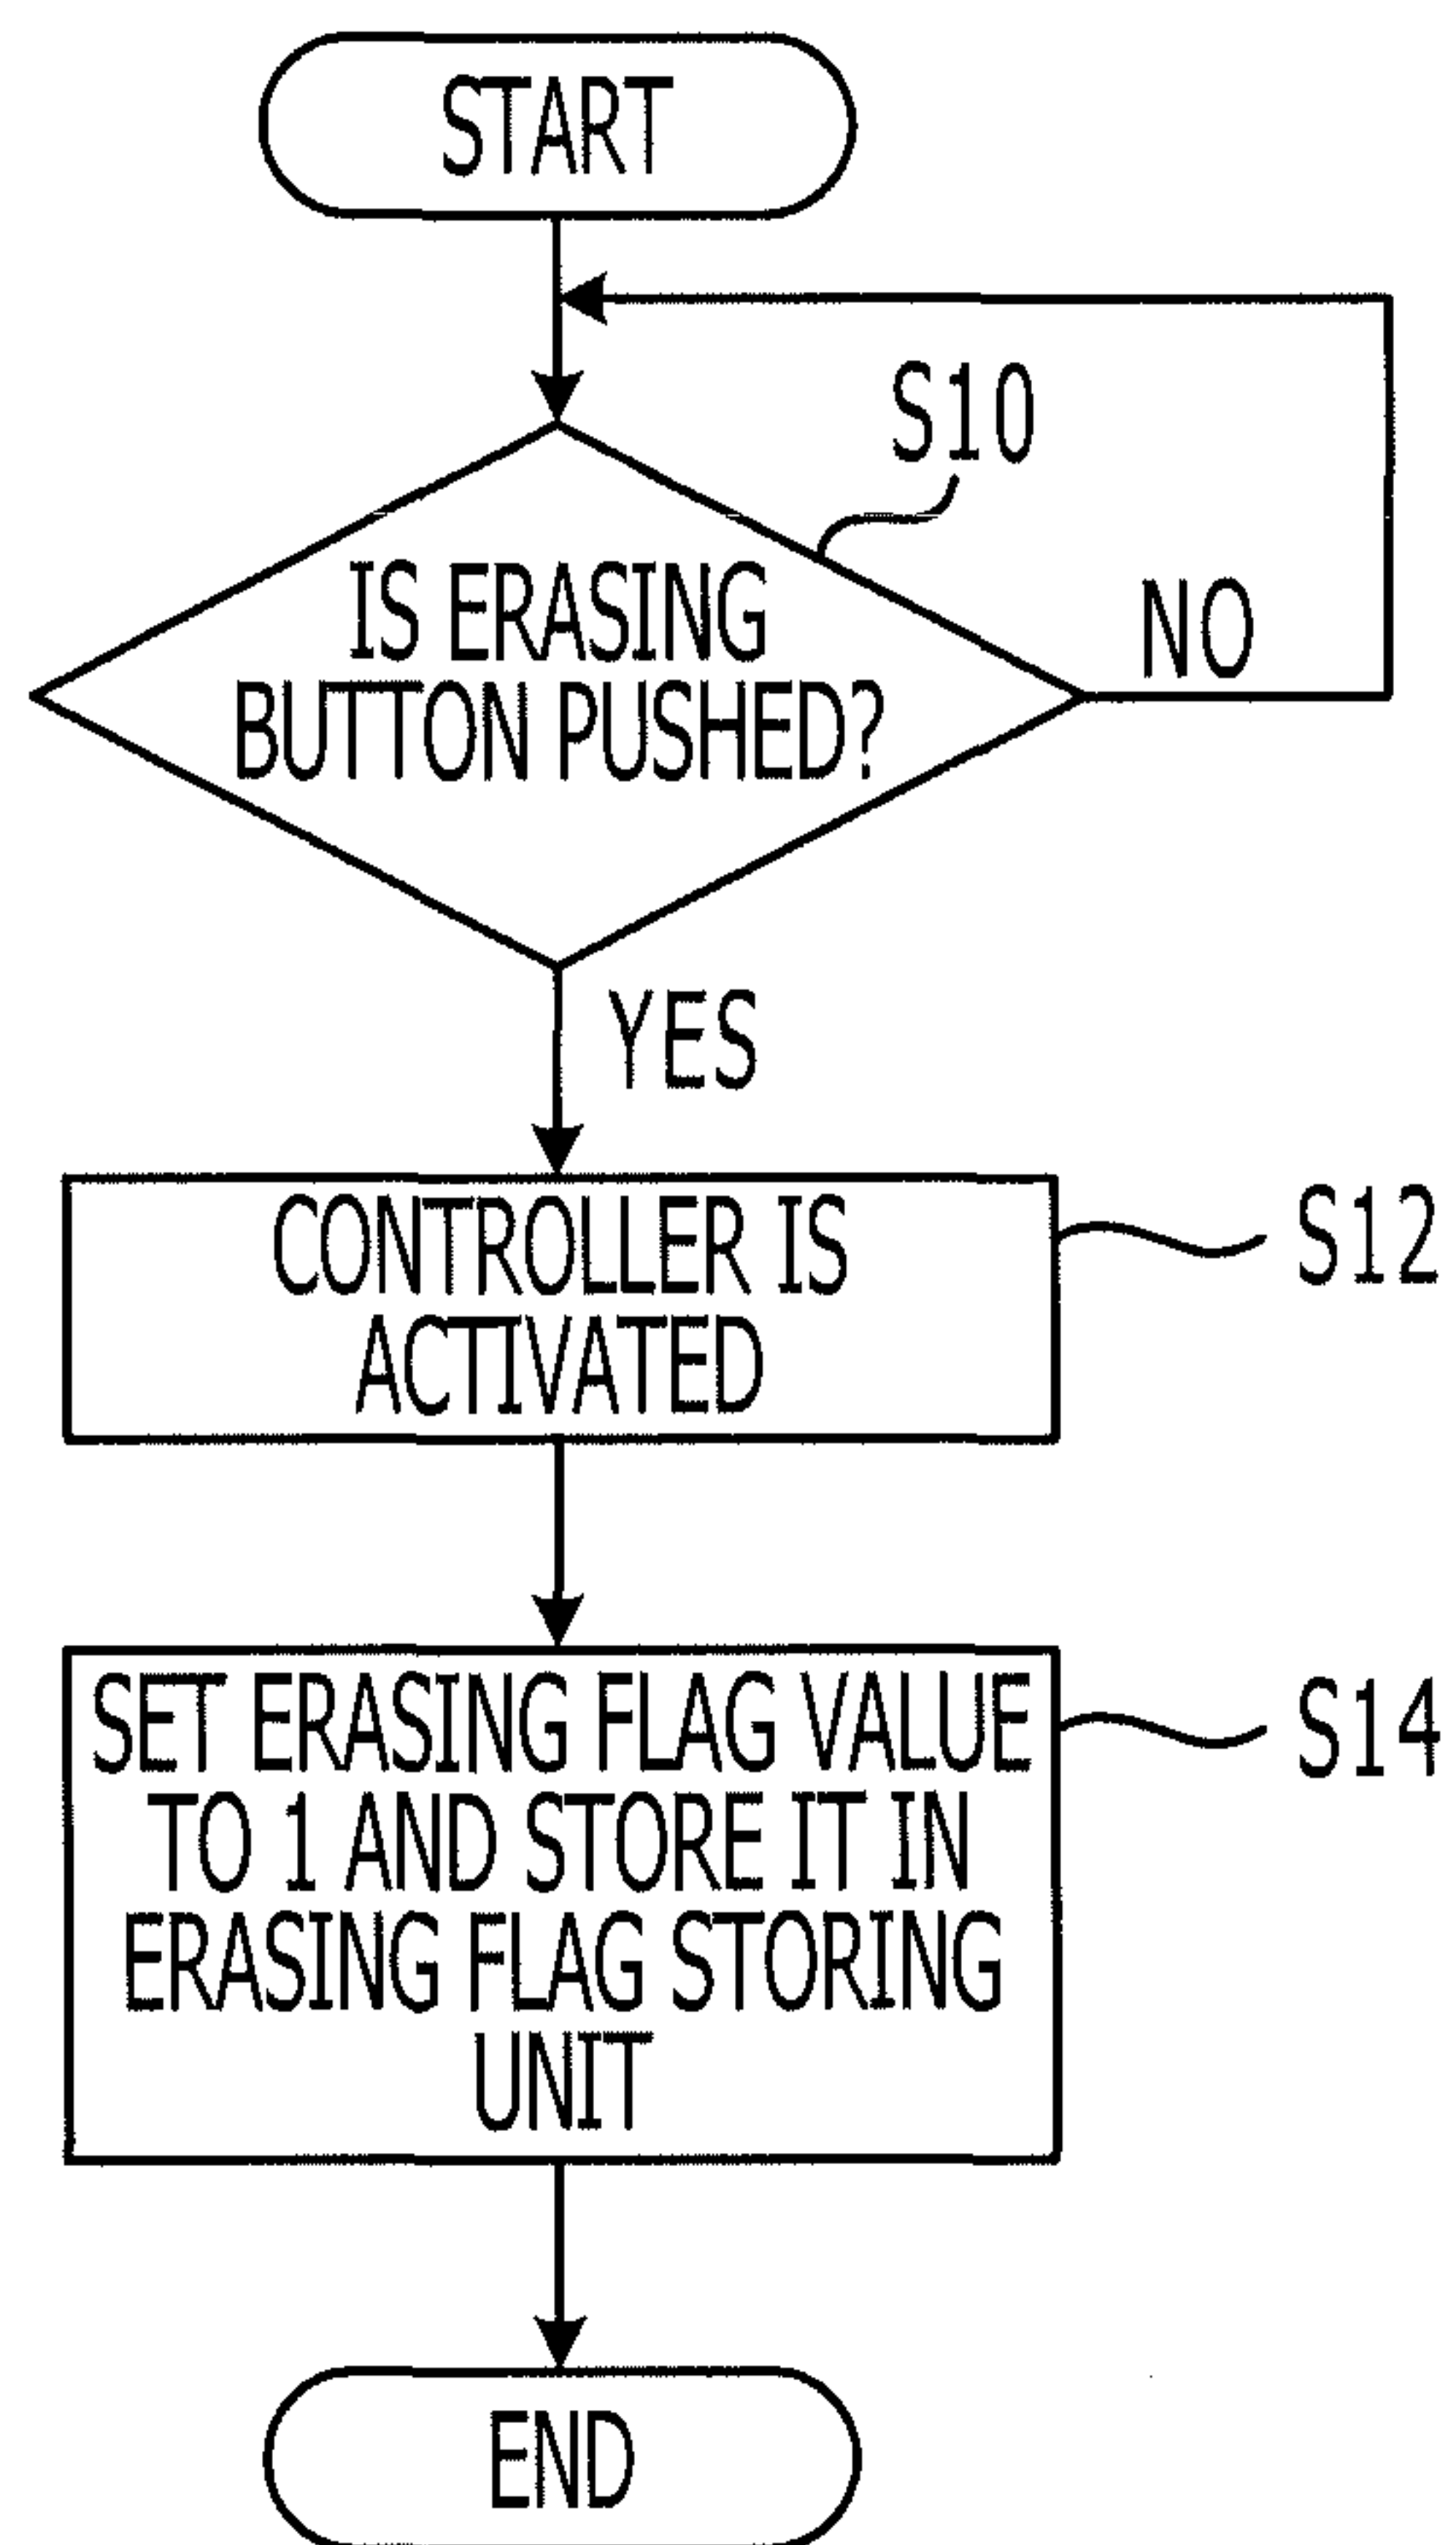 START
S10
IS ERASING
BUTTON PUSHED?
NO
YES
CONTROLLER IS
ACTIVATED
S12
SET ERASING FLAG VALUE
TO 1 AND STORE IT IN
ERASING FLAG STORING
UNIT
S14
END